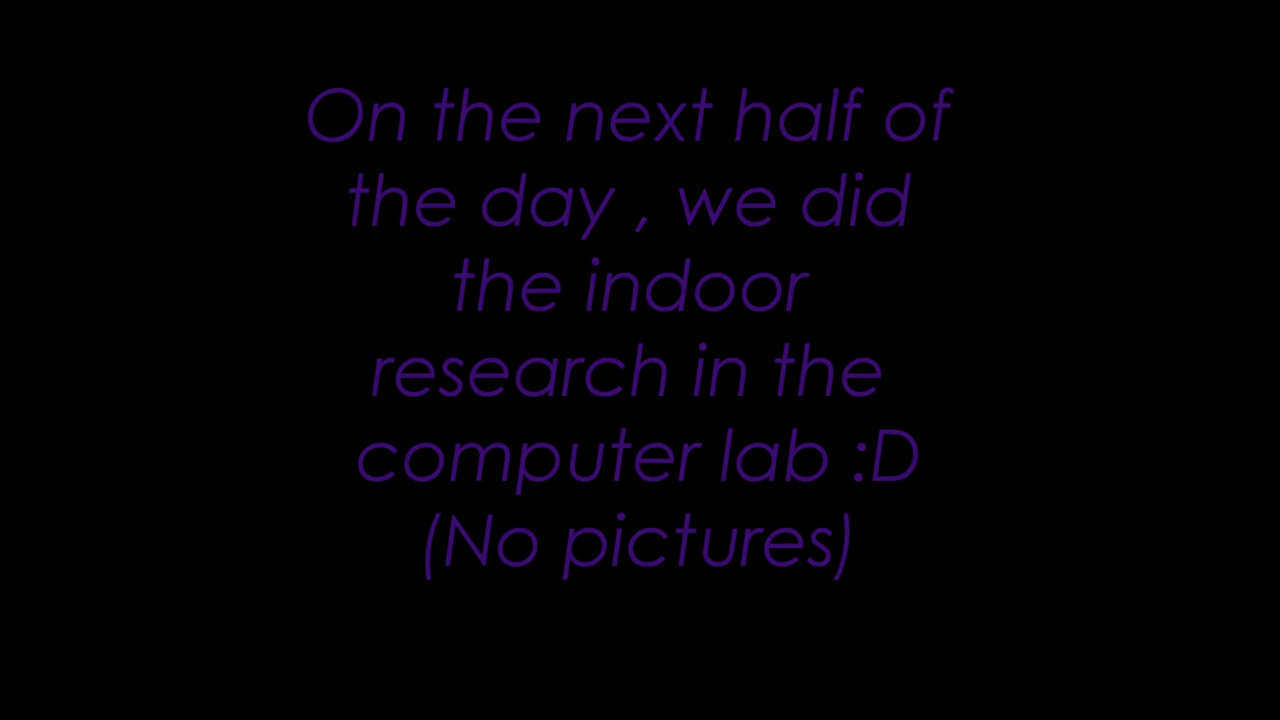 On the next half of
the day , we did
the indoor
research in the
computer lab :D
(No pictures)